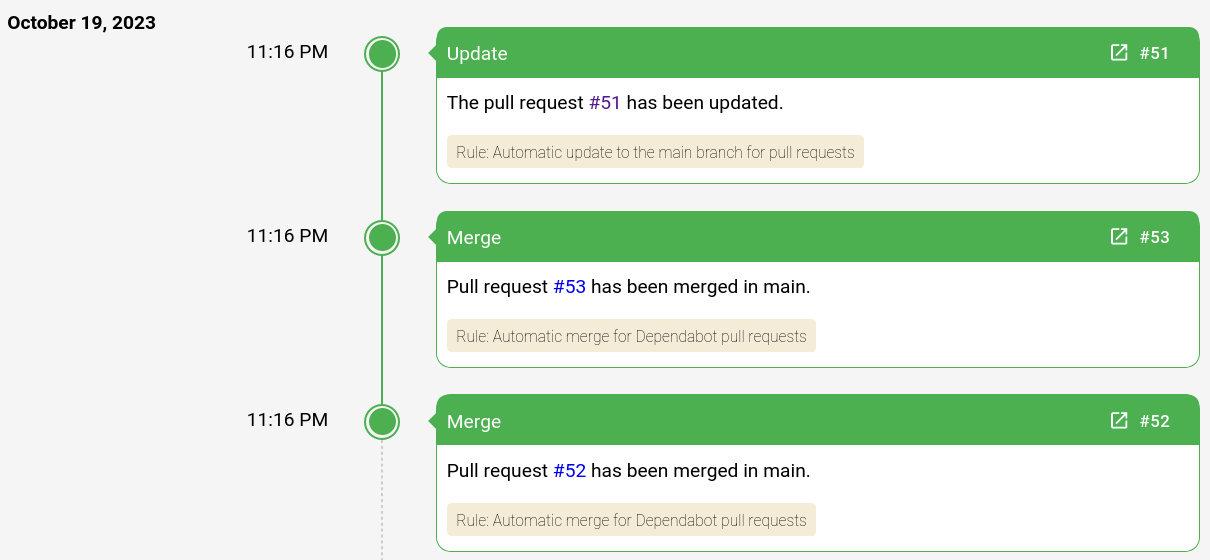 October 19, 2023
11:16 PM
Update
#51
The pull request #51 has been updated.
Rule: Automatic update to the main branch for pull requests
11:16 PM
Merge
#53
Pull request #53 has been merged in main.
Rule: Automatic merge for Dependabot pull requests
11:16 PM
Merge
#52
Pull request #52 has been merged in main.
Rule: Automatic merge for Dependabot pull requests